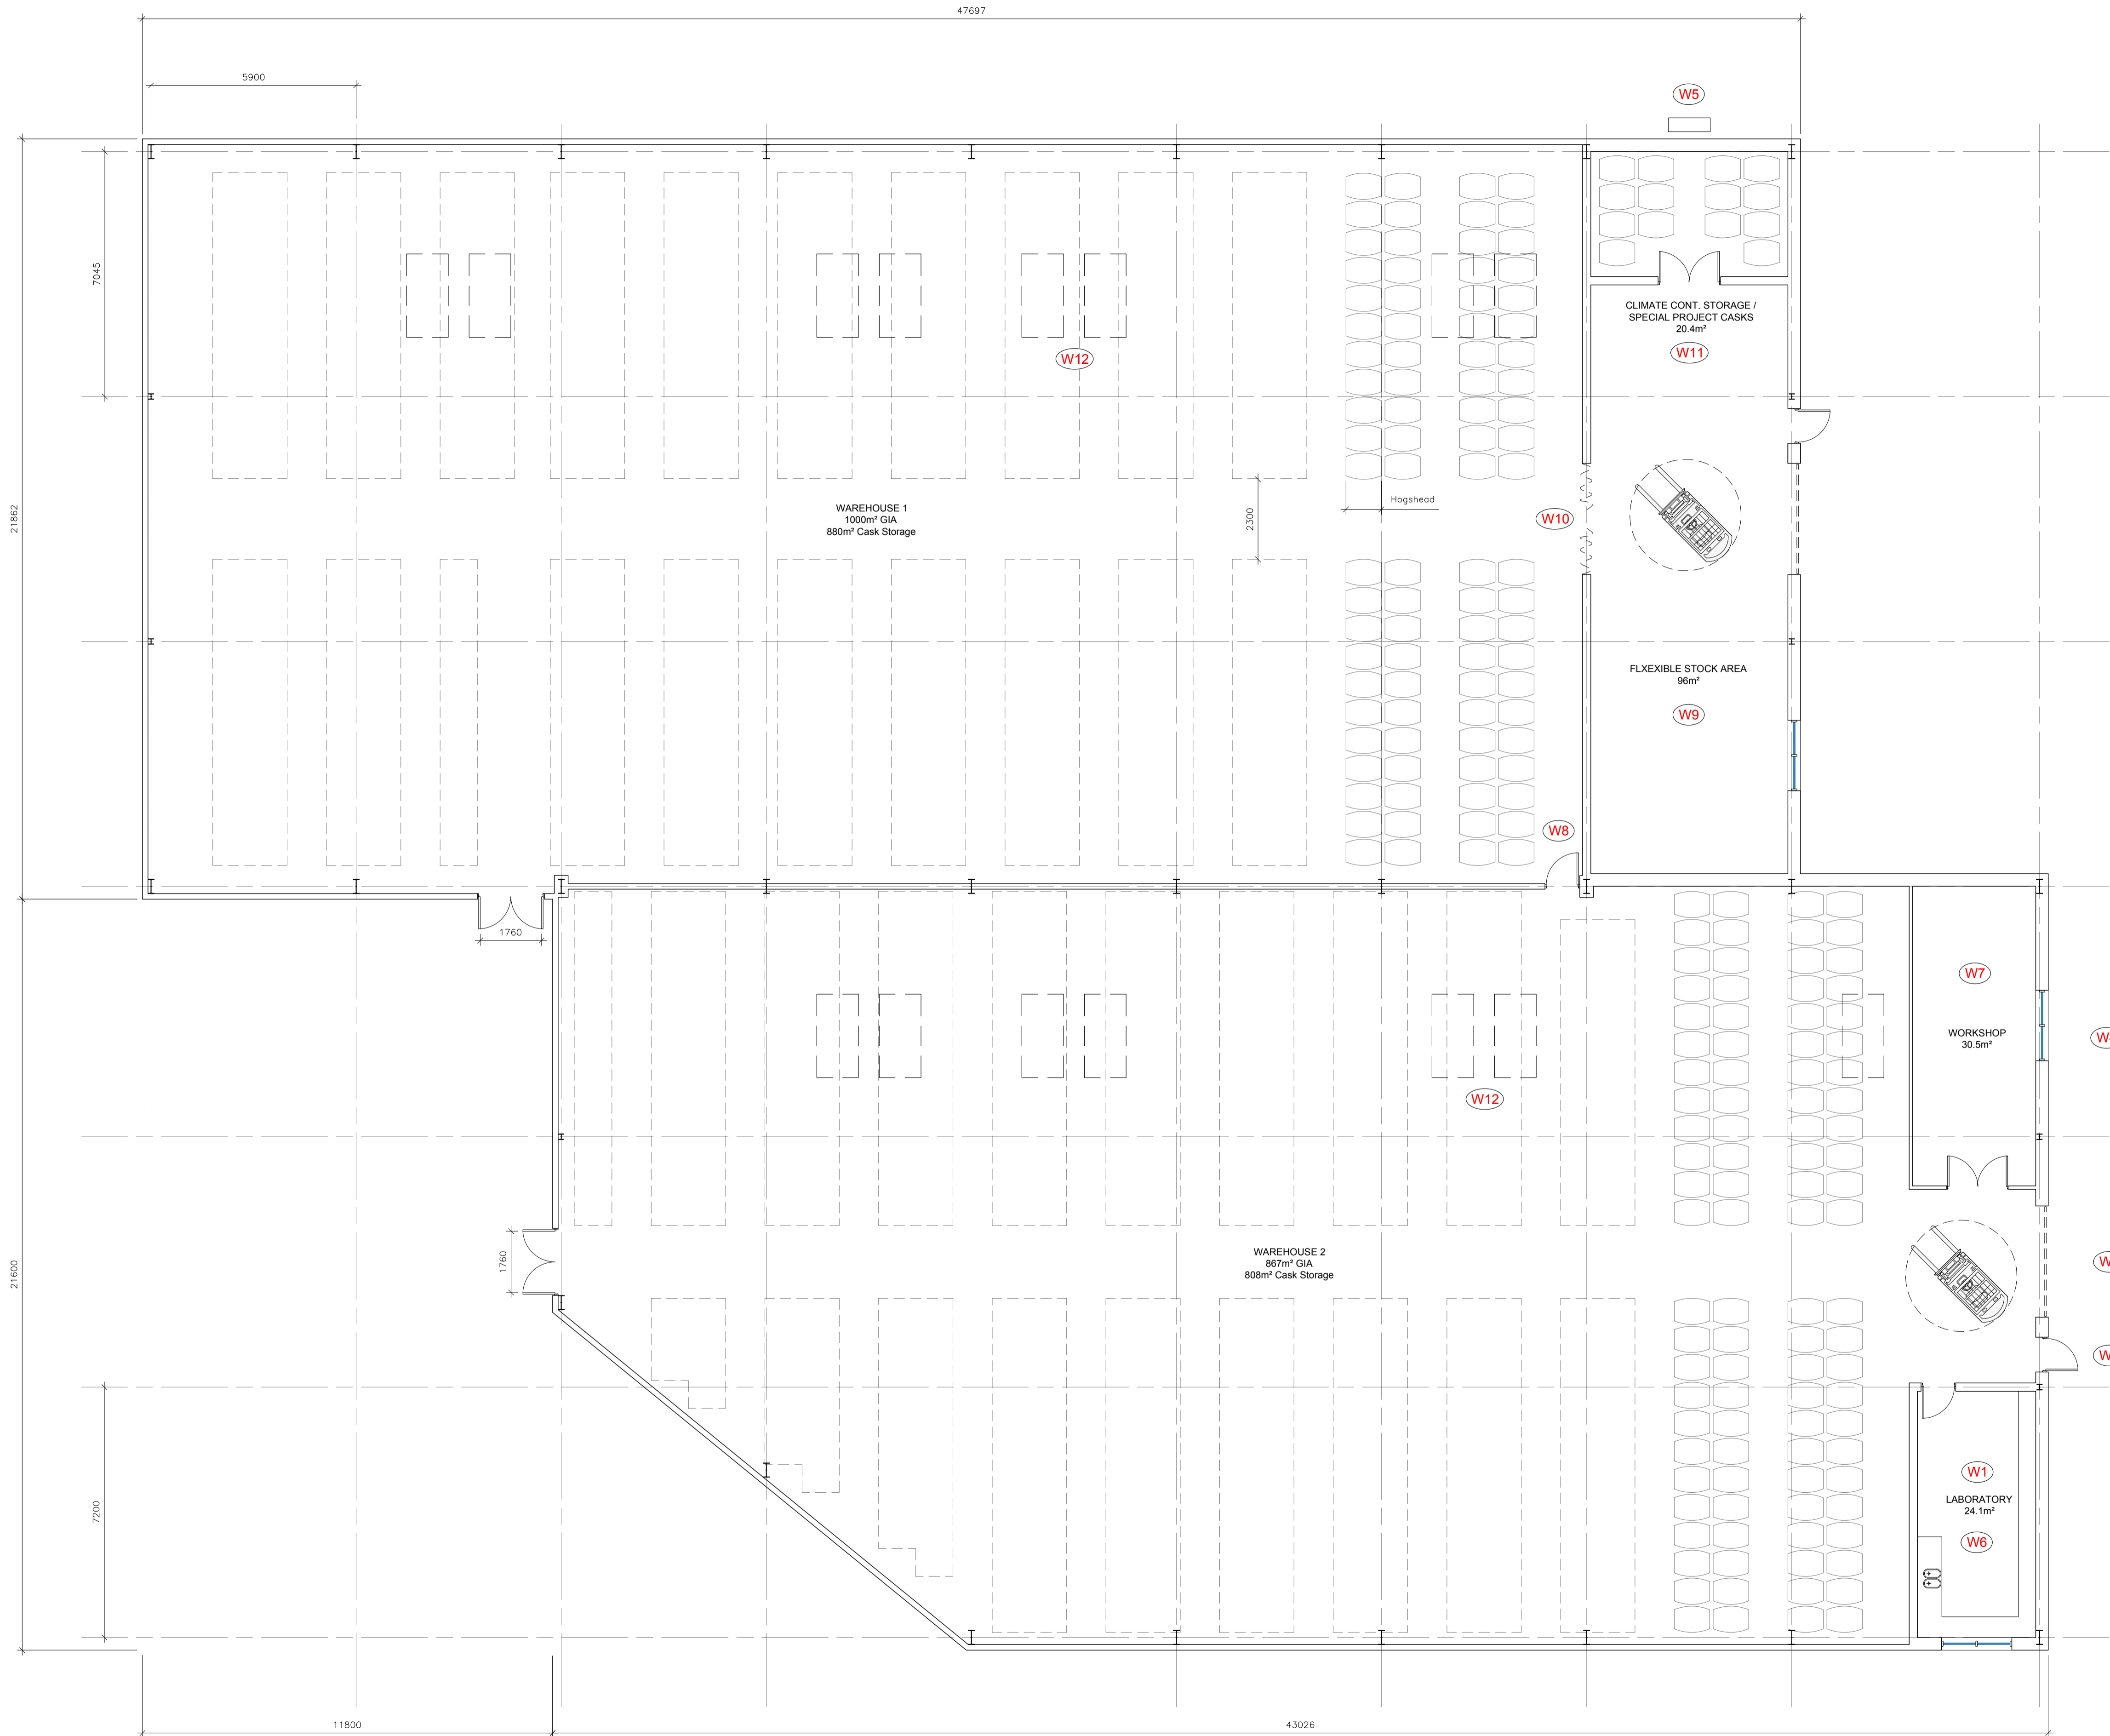 47697
5900
W5
7045
CLIMATE CONT. STORAGE /
SPECIAL PROJECT CASKS
20.4m²
W11
W12
21862
WAREHOUSE 1
1000m² GIA
880m² Cask Storage
Hogshead
2300
W10
FLXEXIBLE STOCK AREA
96m²
W9
W8
1760
W7
WORKSHOP
30.5m²
W
W12
21600
1760
WAREHOUSE 2
867m² GIA
808m² Cask Storage
W
W
7200
W1
LABORATORY
24.1m²
W6
11800
43026